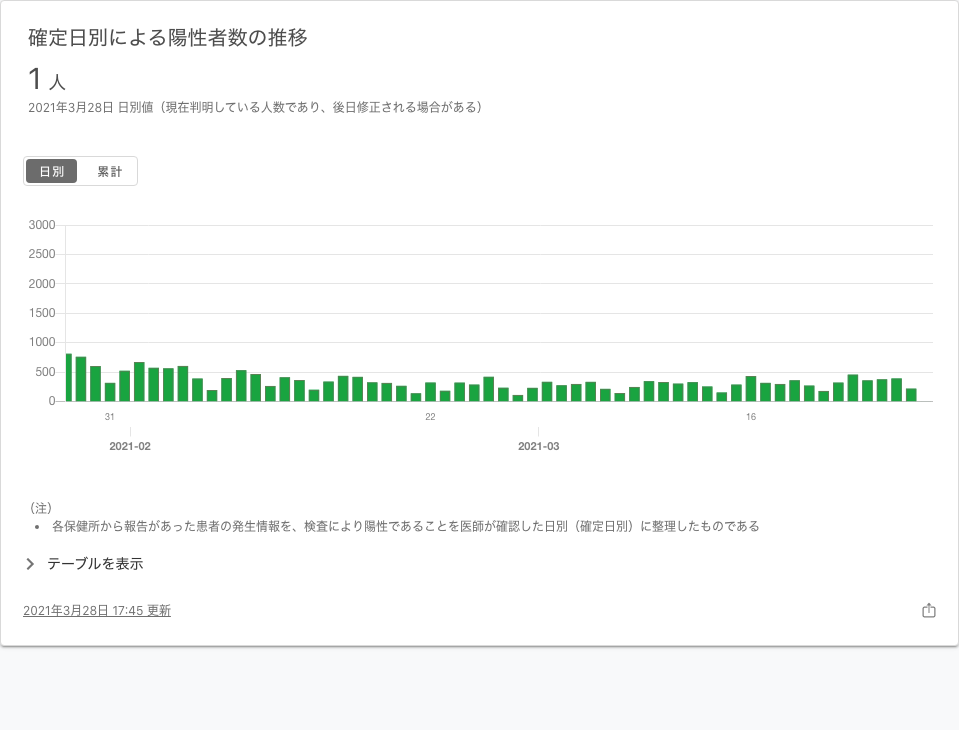 確定日別による陽性者数の推移
1 人
2021年3月28日 日別値（現在判明している人数であり、後日修正される場合がある）
日別 累計
3000
2500
2000
1500
1000
500
0
31 22 16
2021-02 2021-03
（注）
• 各保健所から報告があった患者の発生情報を、検査により陽性であることを医師が確認した日別（確定日別）に整理したものである
テーブルを表示
2021年3月28日 17:45 更新